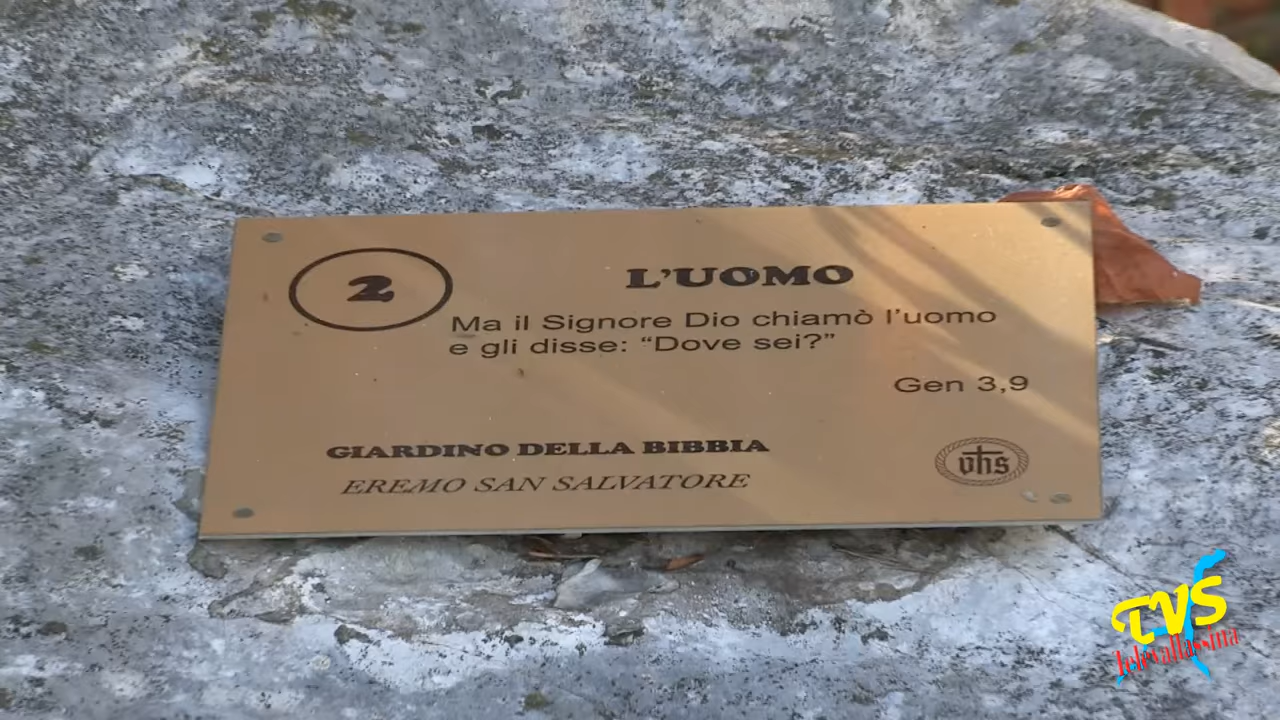 2
L'UOMO
Ma il Signore Dio chiamò l'uomo
e gli disse: “Dove sei?”
Gen 3,9
GIARDINO DELLA BIBBIA
EREMO SAN SALVATORE
vhs
TVS
Televallassina